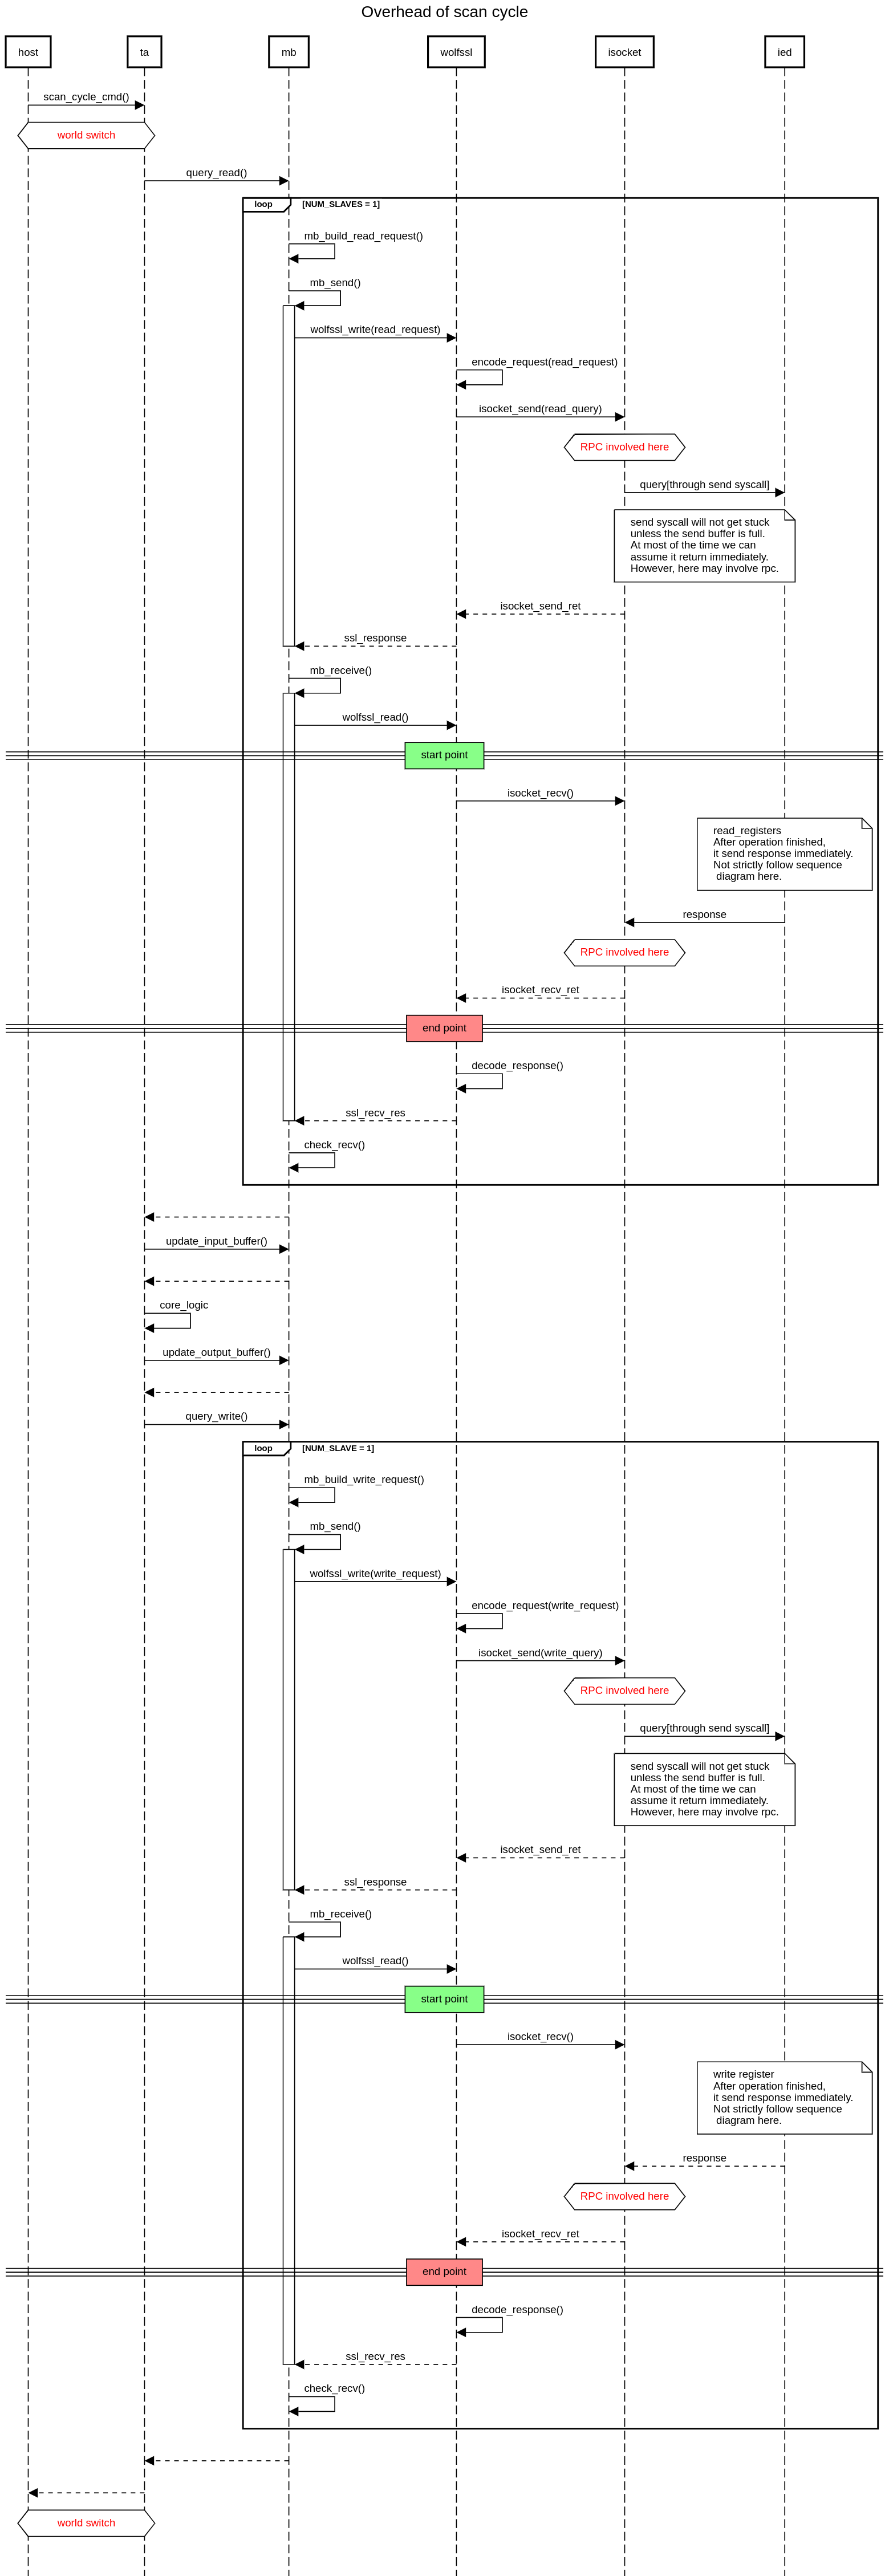 Overhead of scan cycle
host
ta
mb
wolfssl
isocket
ied
scan_cycle_cmd()
world switch
query_read()
loop
[NUM_SLAVES = 1]
mb_build_read_request()
mb_send()
wolfssl_write(read_request)
encode_request(read_request)
isocket_send(read_query)
RPC involved here
query[through send syscall]
send syscall will not get stuck
unless the send buffer is full.
At most of the time we can
assume it return immediately.
However, here may involve rpc.
isocket_send_ret
ssl_response
mb_receive()
wolfssl_read()
start point
isocket_recv()
read_registers
After operation finished,
it send response immediately.
Not strictly follow sequence
diagram here.
response
RPC involved here
isocket_recv_ret
end point
decode_response()
ssl_recv_res
check_recv()
update_input_buffer()
core_logic
update_output_buffer()
query_write()
loop
[NUM_SLAVE = 1]
mb_build_write_request()
mb_send()
wolfssl_write(write_request)
encode_request(write_request)
isocket_send(write_query)
RPC involved here
query[through send syscall]
send syscall will not get stuck
unless the send buffer is full.
At most of the time we can
assume it return immediately.
However, here may involve rpc.
isocket_send_ret
ssl_response
mb_receive()
wolfssl_read()
start point
isocket_recv()
write register
After operation finished,
it send response immediately.
Not strictly follow sequence
diagram here.
response
RPC involved here
isocket_recv_ret
end point
decode_response()
ssl_recv_res
check_recv()
world switch